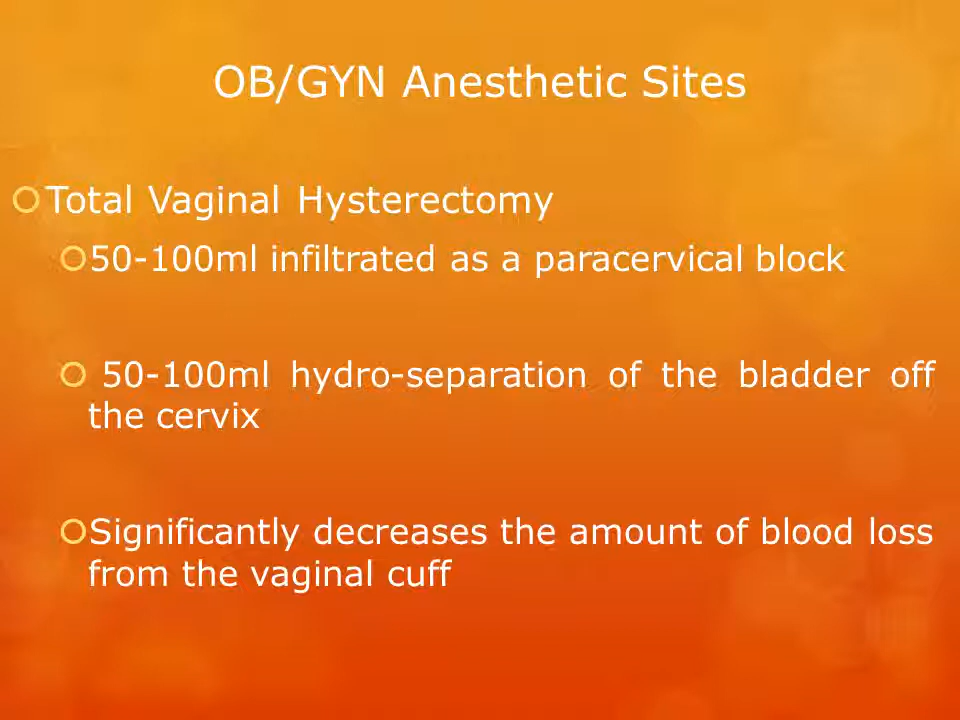 OB/GYN Anesthetic Sites
Total Vaginal Hysterectomy
50-100ml infiltrated as a paracervical block
50-100ml hydro-separation of the bladder off
the cervix
Significantly decreases the amount of blood loss
from the vaginal cuff